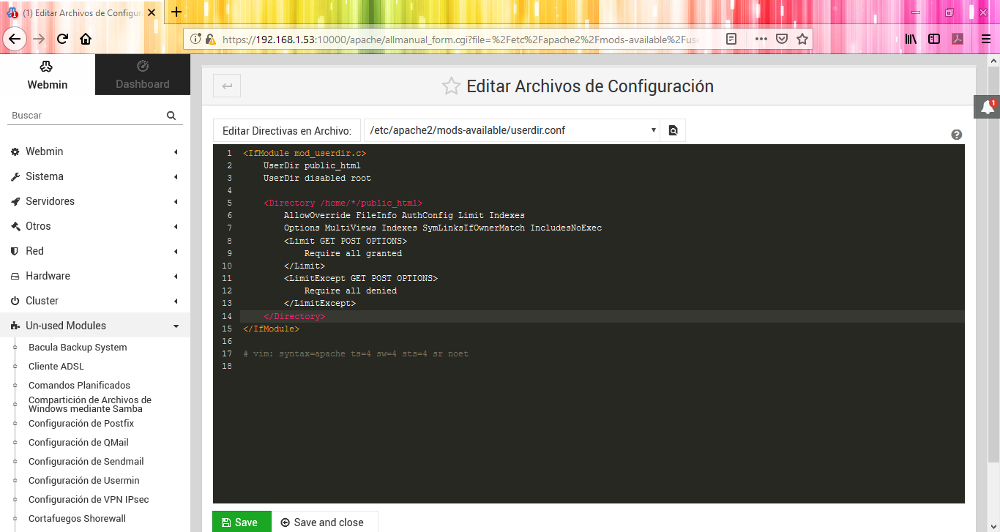 (1) Editar Archivos de Configura
https://192.168.1.53:10000/apache/allmanual_form.cgi?file=%2Fetc%2Fapache2%2Fmods-available%2Fuse
Webmin
Dashboard
Buscar
Webmin
Sistema
Servidores
Otros
Red
Hardware
Cluster
Un-used Modules
Bacula Backup System
Cliente ADSL
Comandos Planificados
Compartición de Archivos de
Windows mediante Samba
Configuración de Postfix
Configuración de QMail
Configuración de Sendmail
Configuración de Usermin
Configuración de VPN IPsec
Cortafuegos Shorewall
Editar Archivos de Configuración
1
Editar Directivas en Archivo: /etc/apache2/mods-available/userdir.conf
1 <IfModule mod_userdir.c>
2 UserDir public_html
3 UserDir disabled root
4
5 <Directory /home/*/public_html>
6 AllowOverride FileInfo AuthConfig Limit Indexes
7 Options MultiViews Indexes SymLinksIfOwnerMatch IncludesNoExec
8 <Limit GET POST OPTIONS>
9 Require all granted
10 </Limit>
11 <LimitExcept GET POST OPTIONS>
12 Require all denied
13 </LimitExcept>
14 </Directory>
15 </IfModule>
16
17 # vim: syntax=apache ts=4 sw=4 sts=4 sr noet
18
Save Save and close